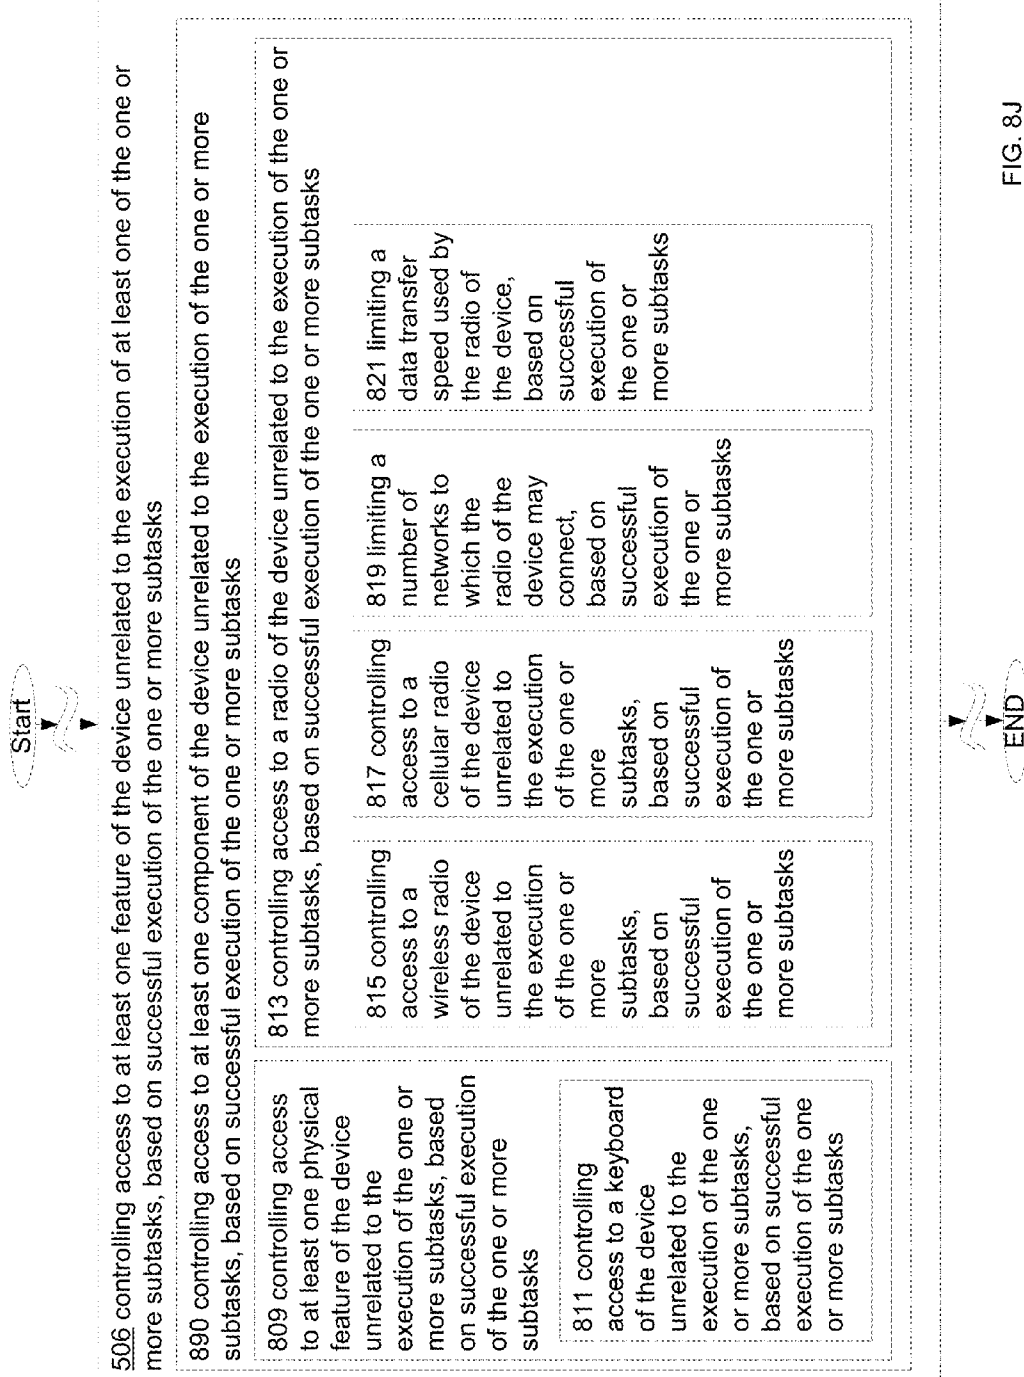 Start
506 controlling access to at least one feature of the device unrelated to the execution of at least one of the one or
more subtasks, based on successful execution of the one or more subtasks
890 controlling access to at least one component of the device unrelated to the execution of the one or more
subtasks, based on successful execution of the one or more subtasks
809 controlling access
to at least one physical
feature of the device
unrelated to the
execution of the one or
more subtasks, based
on successful execution
of the one or more
subtasks
811 controlling
access to a keyboard
of the device
unrelated to the
execution of the one
or more subtasks,
based on successful
execution of the one
or more subtasks
813 controlling access to a radio of the device unrelated to the execution of the one or
more subtasks, based on successful execution of the one or more subtasks
815 controlling
access to a
wireless radio
of the device
unrelated to
the execution
of the one or
more
subtasks,
based on
successful
execution of
the one or
more subtasks
817 controlling
access to a
cellular radio
of the device
unrelated to
the execution
of the one or
more
subtasks,
based on
successful
execution of
the one or
more subtasks
819 limiting a
number of
networks to
which the
radio of the
device may
connect,
based on
successful
execution of
the one or
more subtasks
821 limiting a
data transfer
speed used by
the radio of
the device,
based on
successful
execution of
the one or
more subtasks
END
FIG. 8J